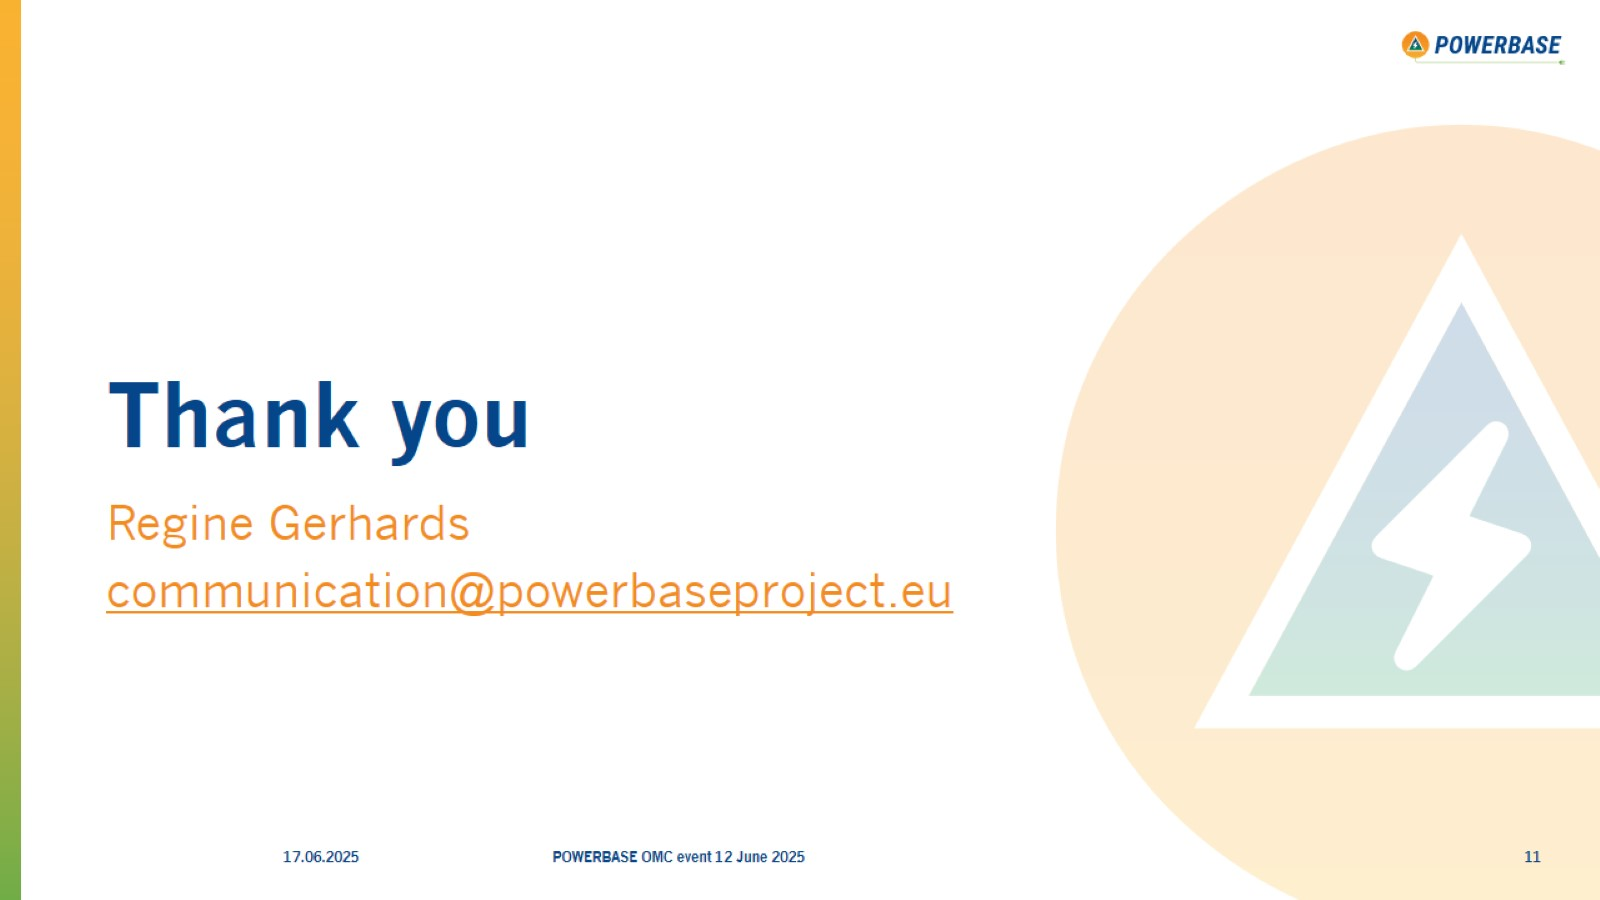 POWERBASE
Thank you
Regine Gerhards
communication@powerbaseproject.eu
17.06.2025
POWERBASE OMC event 12 June 2025
11